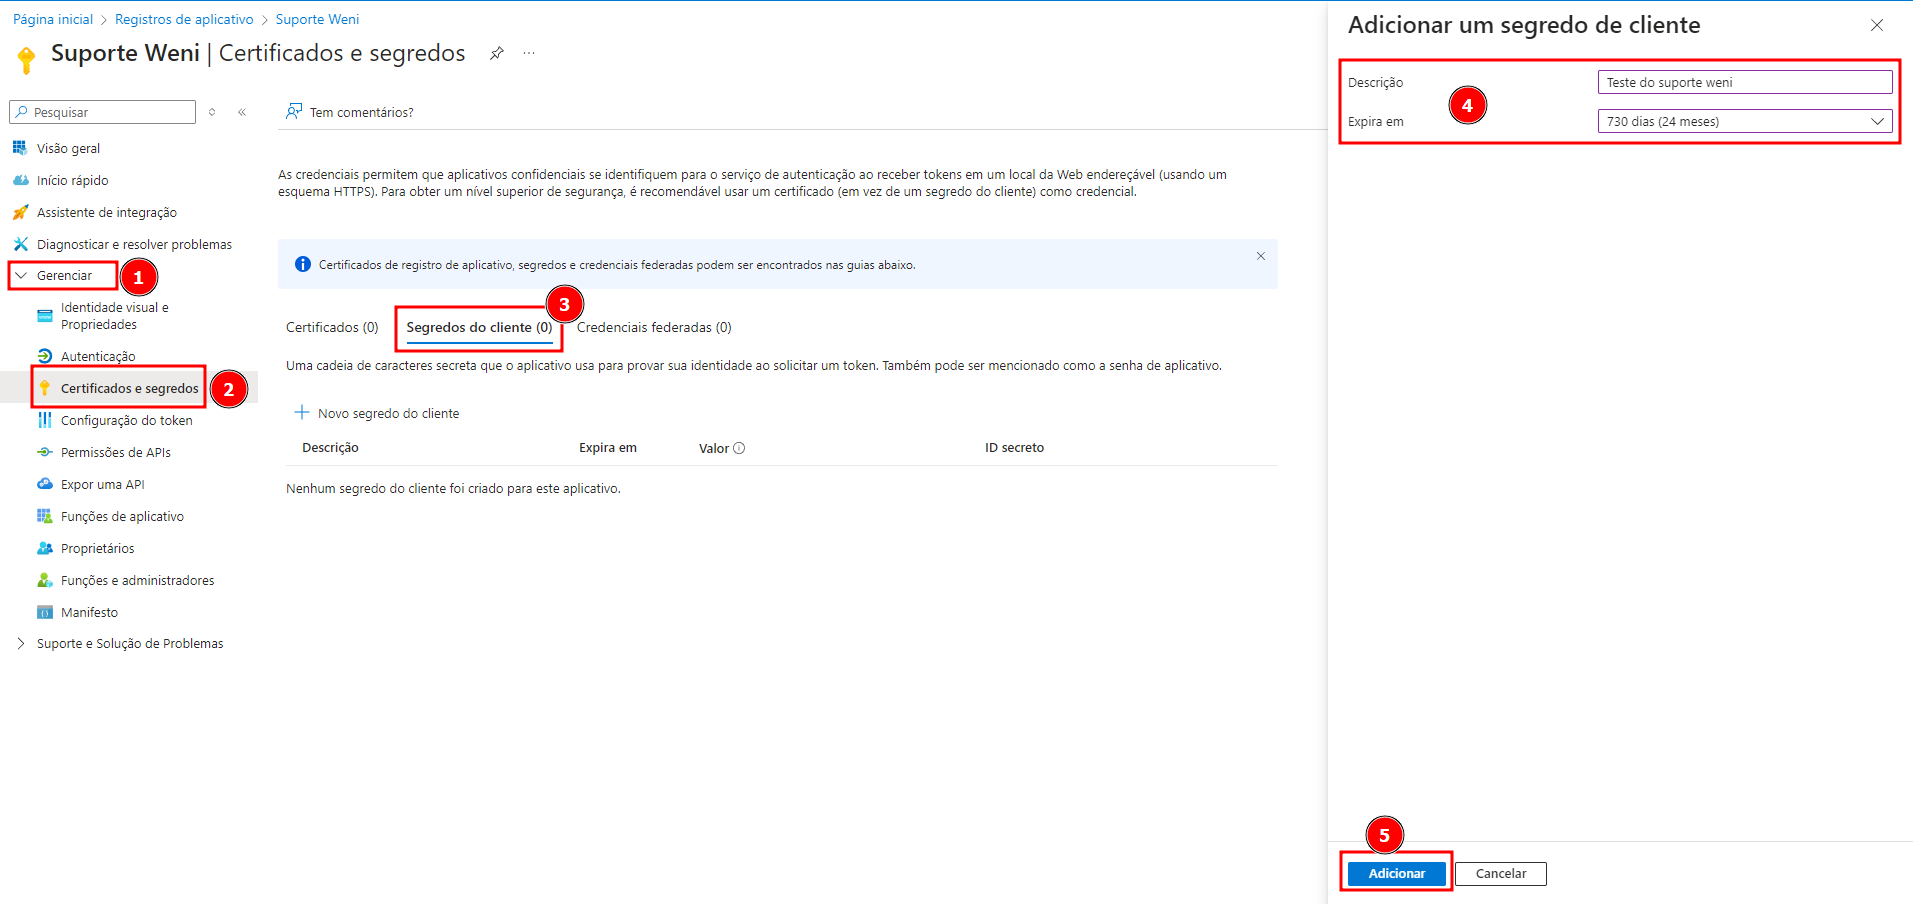 Página inicial > Registros de aplicativo > Suporte Weni
Suporte Weni | Certificados e segredos
Pesquisar
Visão geral
Início rápido
Assistente de integração
Diagnosticar e resolver problemas
Gerenciar
1
Identidade visual e
Propriedades
Autenticação
Certificados e segredos
2
Configuração do token
Permissões de APIs
Expor uma API
Funções de aplicativo
Proprietários
Funções e administradores
Manifesto
Suporte e Solução de Problemas
Tem comentários?
As credenciais permitem que aplicativos confidenciais se identifiquem para o serviço de autenticação ao receber tokens em um local da Web endereçável (usando um
esquema HTTPS). Para obter um nível superior de segurança, é recomendável usar um certificado (em vez de um segredo do cliente) como credencial.
Certificados de registro de aplicativo, segredos e credenciais federadas podem ser encontrados nas guias abaixo.
3
Certificados (0) Segredos do cliente (0) Credenciais federadas (0)
Uma cadeia de caracteres secreta que o aplicativo usa para provar sua identidade ao solicitar um token. Também pode ser mencionado como a senha de aplicativo.
Novo segredo do cliente
Descrição Expira em Valor ID secreto
Nenhum segredo do cliente foi criado para este aplicativo.
Adicionar um segredo de cliente
Descrição Teste do suporte weni
4
Expira em 730 dias (24 meses)
5
Adicionar Cancelar